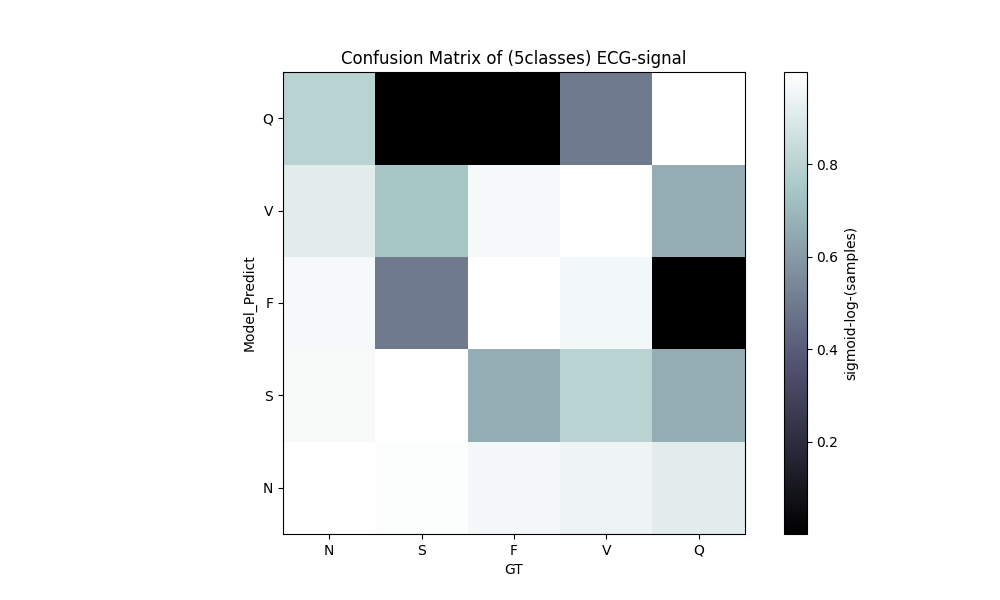 Confusion Matrix of (5classes) ECG-signal
Q
V
F
S
N
Model_Predict
N S F V Q
GT
0.8
0.6
0.4
0.2
sigmoid-log-(samples)